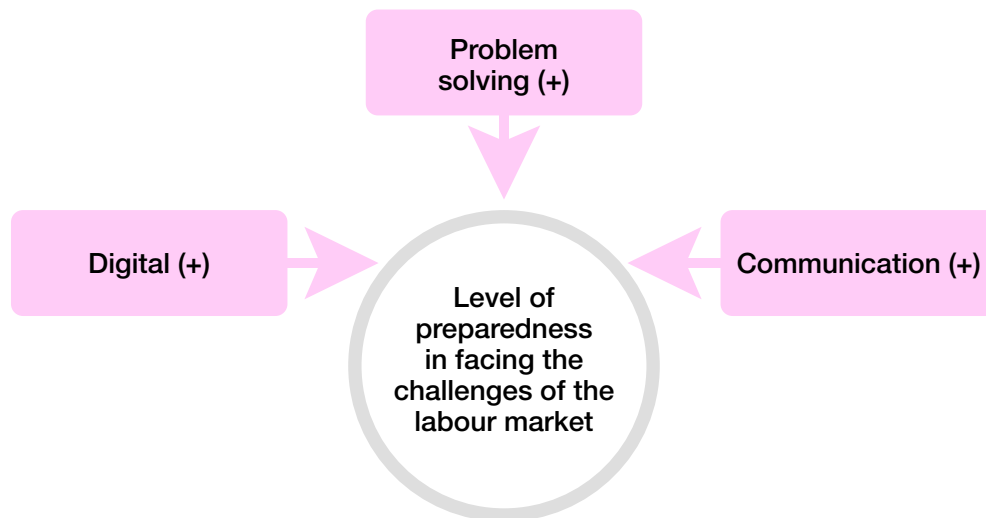 Problem
solving (+)
Digital (+)
Communication (+)
Level of
preparedness
in facing the
challenges of the
labour market